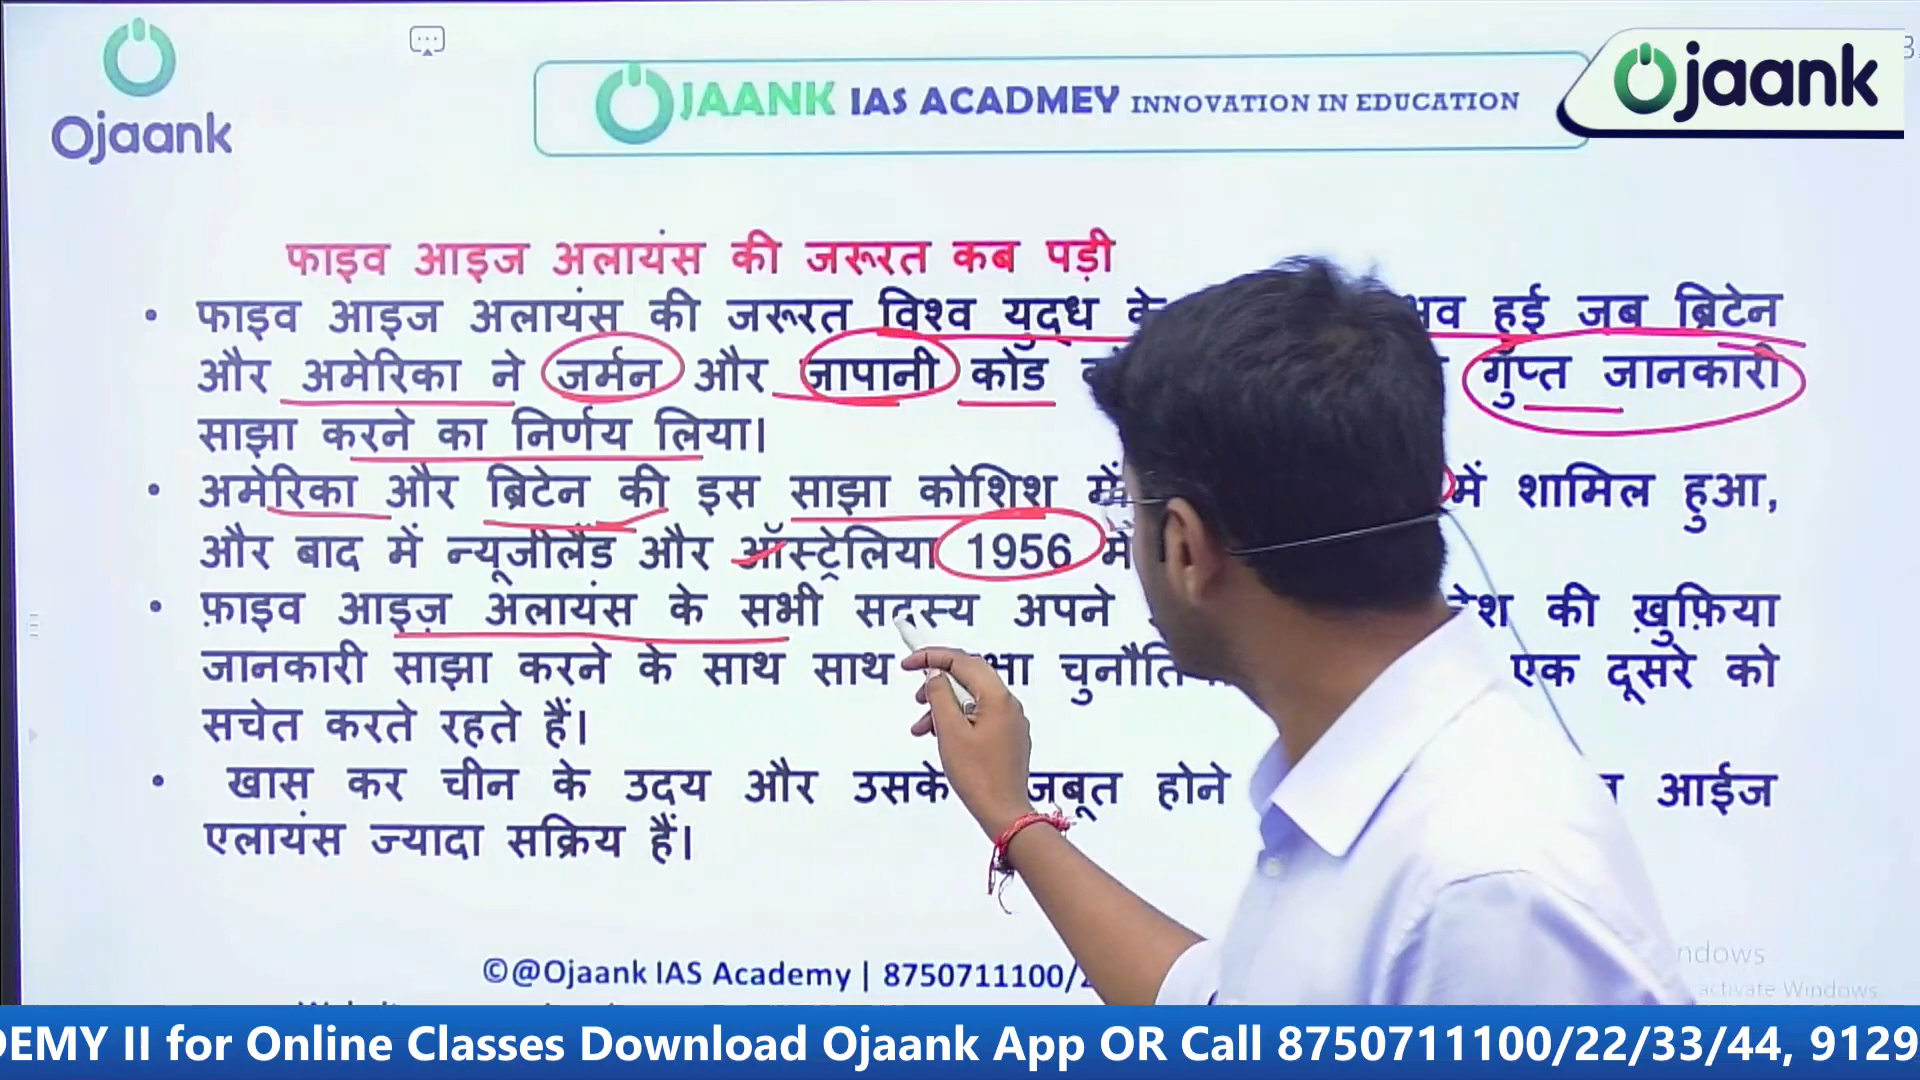 Ojaank
JAANK IAS ACADMEY INNOVATION IN EDUCATION
Ojaank
फाइव आइज अलायंस की जरूरत कब पड़ी
• फाइव आइज अलायंस की जरूरत विश्व युद्ध के हुई जब ब्रिटेन
और अमेरिका ने जर्मन और जापानी कोड गुप्त जानकारी
साझा करने का निर्णय लिया।
• अमेरिका और ब्रिटेन की इस साझा कोशिश में में शामिल हुआ,
और बाद में न्यूजीलैंड और ऑस्ट्रेलिया 1956 में
• फ़ाइव आइज़ अलायंस के सभी सदस्य अपने की ख़ुफ़िया
जानकारी साझा करने के साथ साथ एक दूसरे को
सचेत करते रहते हैं।
• खास कर चीन के उदय और उसके होने आईज
एलायंस ज्यादा सक्रिय हैं।
©@Ojaank IAS Academy | 8750711100/
activate Windows
DEMY II for Online Classes Download Ojaank App OR Call 8750711100/22/33/44, 9129